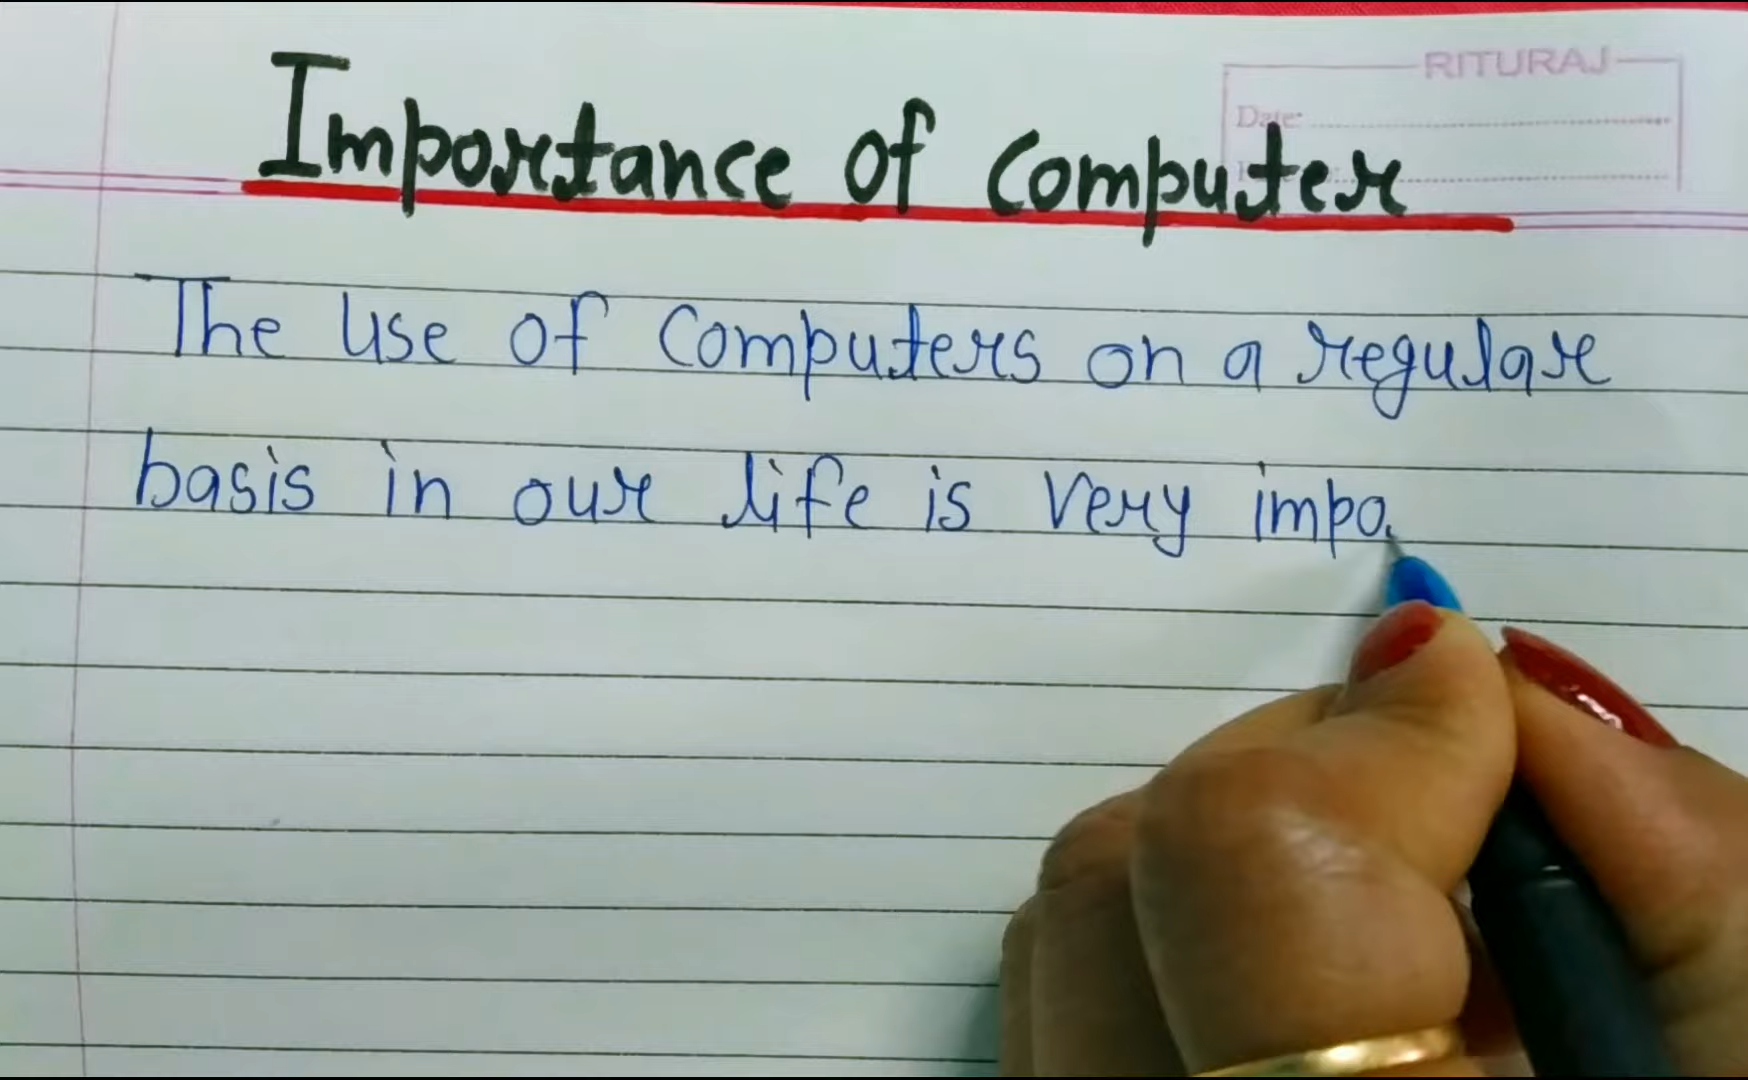 RITURAJ
Date:
Importance of Computer
The use of Computers on a regular
basis in our life is very impo